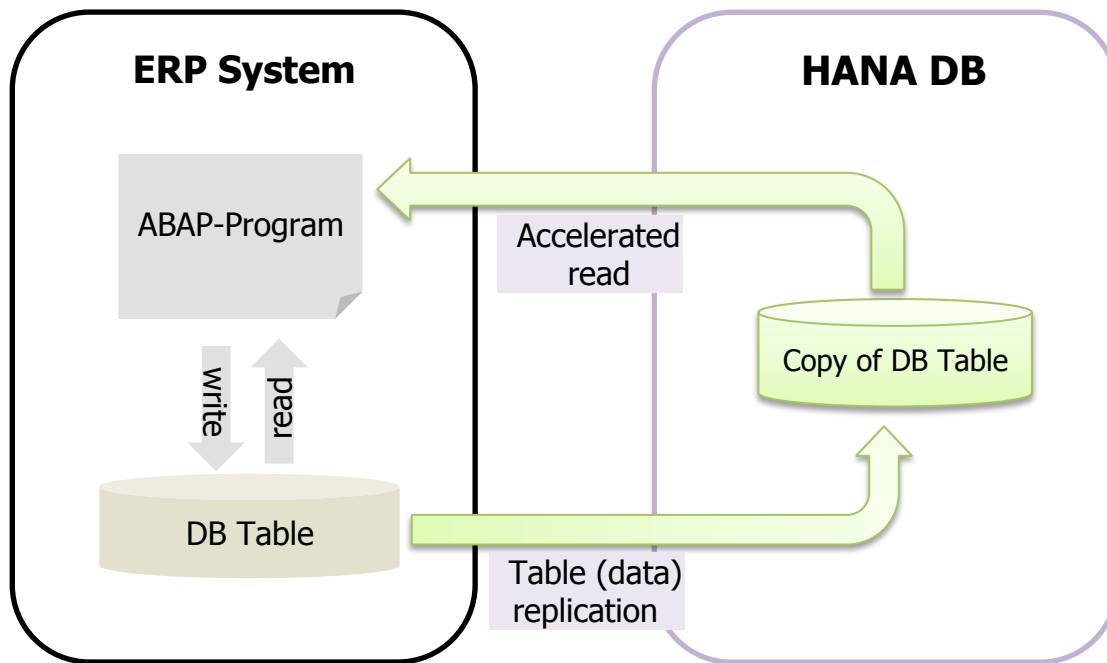 ERP System
HANA DB
ABAP-Program
Accelerated
read
Copy of DB Table
write
read
DB Table
Table (data)
replication